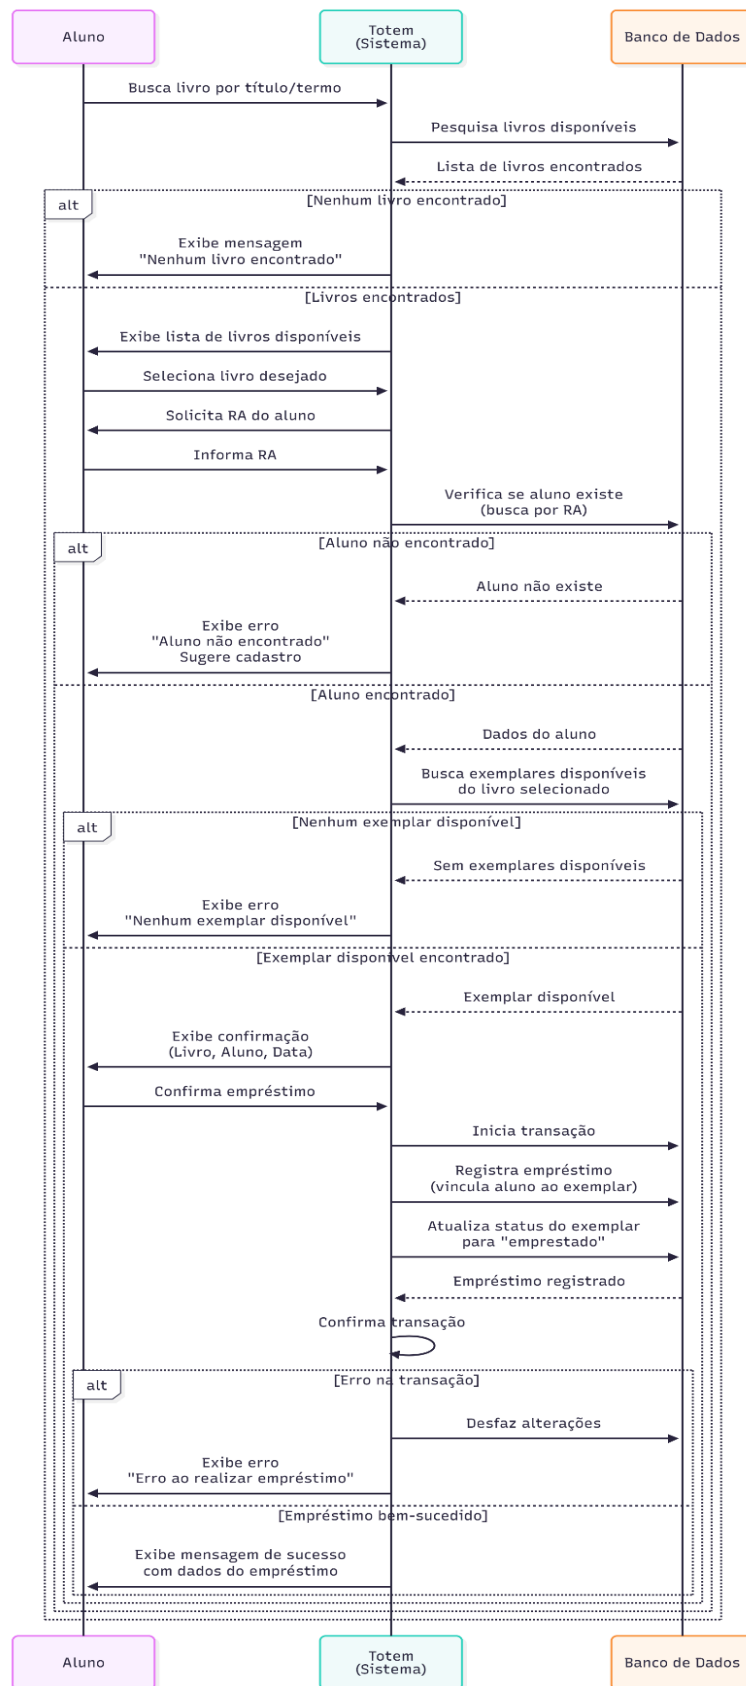 Aluno
Totem
(Sistema)
Banco de Dados
Busca livro por título/termo
Pesquisa livros disponíveis
Lista de livros encontrados
alt
[Nenhum livro encontrado]
Exibe mensagem
"Nenhum livro encontrado"
[Livros encontrados]
Exibe lista de livros disponíveis
Seleciona livro desejado
Solicita RA do aluno
Informa RA
Verifica se aluno existe
(busca por RA)
alt
[Aluno não encontrado]
Aluno não existe
Exibe erro
"Aluno não encontrado"
Sugere cadastro
[Aluno encontrado]
Dados do aluno
Busca exemplares disponíveis
do livro selecionado
alt
[Nenhum exemplar disponível]
Sem exemplares disponíveis
Exibe erro
"Nenhum exemplar disponível"
[Exemplar disponível encontrado]
Exemplar disponível
Exibe confirmação
(Livro, Aluno, Data)
Confirma empréstimo
Inicia transação
Registra empréstimo
(vincula aluno ao exemplar)
Atualiza status do exemplar
para "emprestado"
Empréstimo registrado
Confirma transação
alt
[Erro na transação]
Desfaz alterações
Exibe erro
"Erro ao realizar empréstimo"
[Empréstimo bem-sucedido]
Exibe mensagem de sucesso
com dados do empréstimo
Aluno
Totem
(Sistema)
Banco de Dados